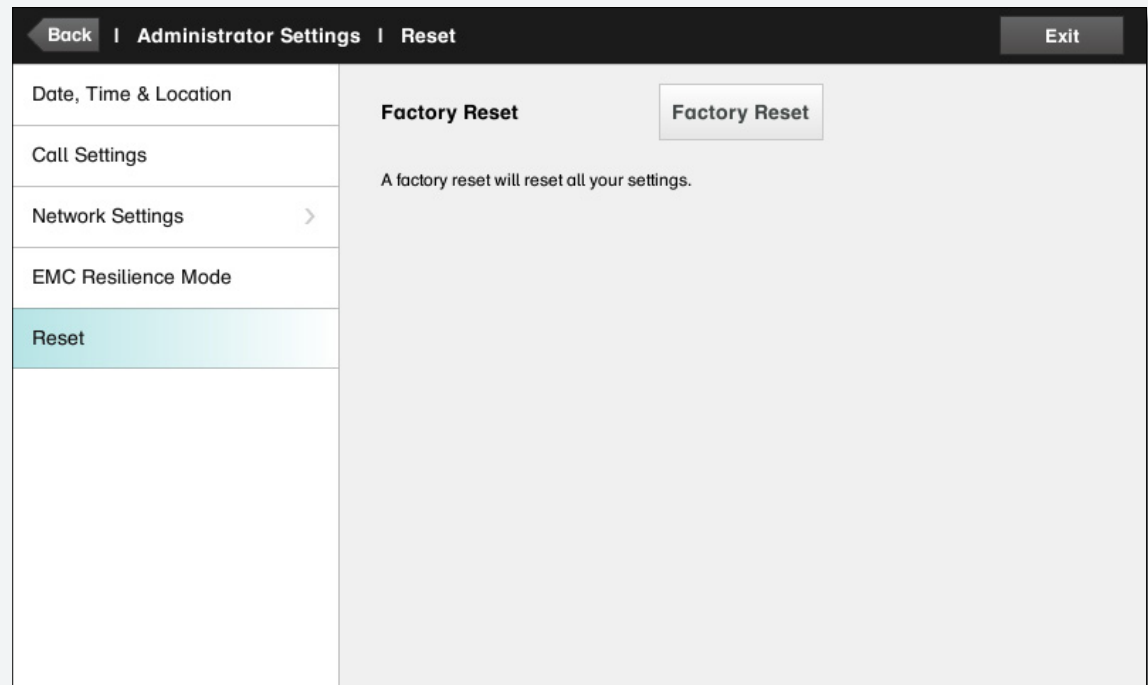 Back | Administrator Settings | Reset Exit
Date, Time & Location
Call Settings
Network Settings
EMC Resilience Mode
Reset
Factory Reset Factory Reset
A factory reset will reset all your settings.